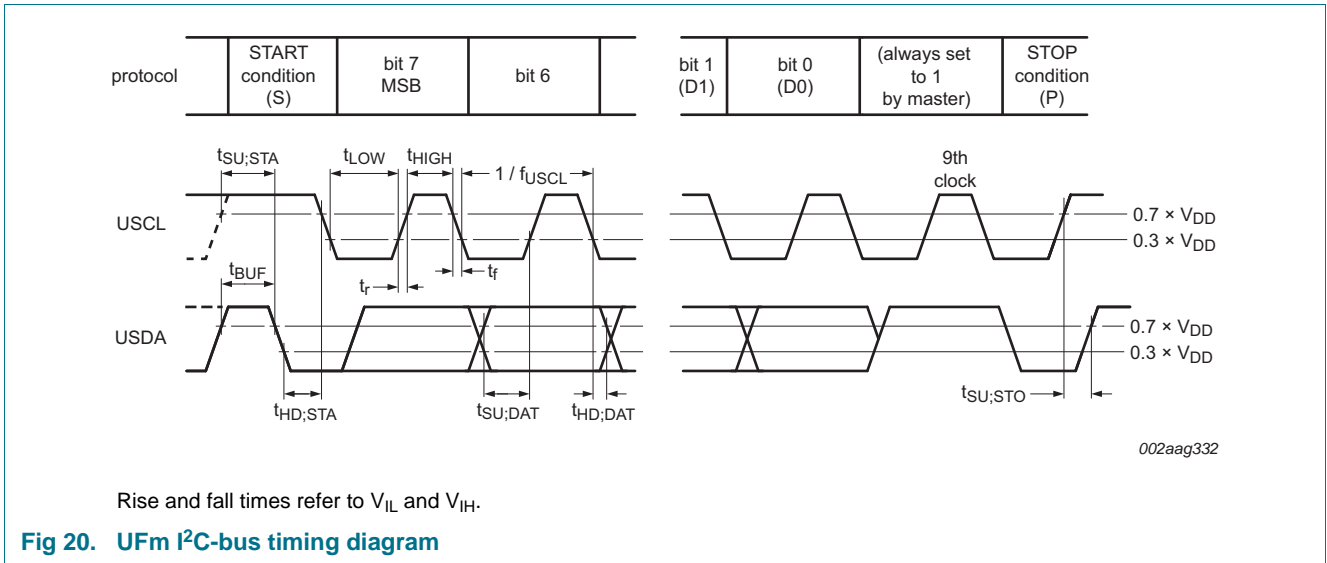 protocol
START
condition
(S)
bit 7
MSB
bit 6
bit 1
(D1)
bit 0
(D0)
(always set
to 1
by master)
STOP
condition
(P)
tSU;STA
tLOW
tHIGH
1 / fUSCL
9th
clock
USCL
0.7 × VDD
0.3 × VDD
tBUF
tr
tf
USDA
0.7 × VDD
0.3 × VDD
tHD;STA
tSU;DAT
tHD;DAT
tSU;STO
002aag332
Rise and fall times refer to VIL and VIH.
Fig 20. UFm I²C-bus timing diagram